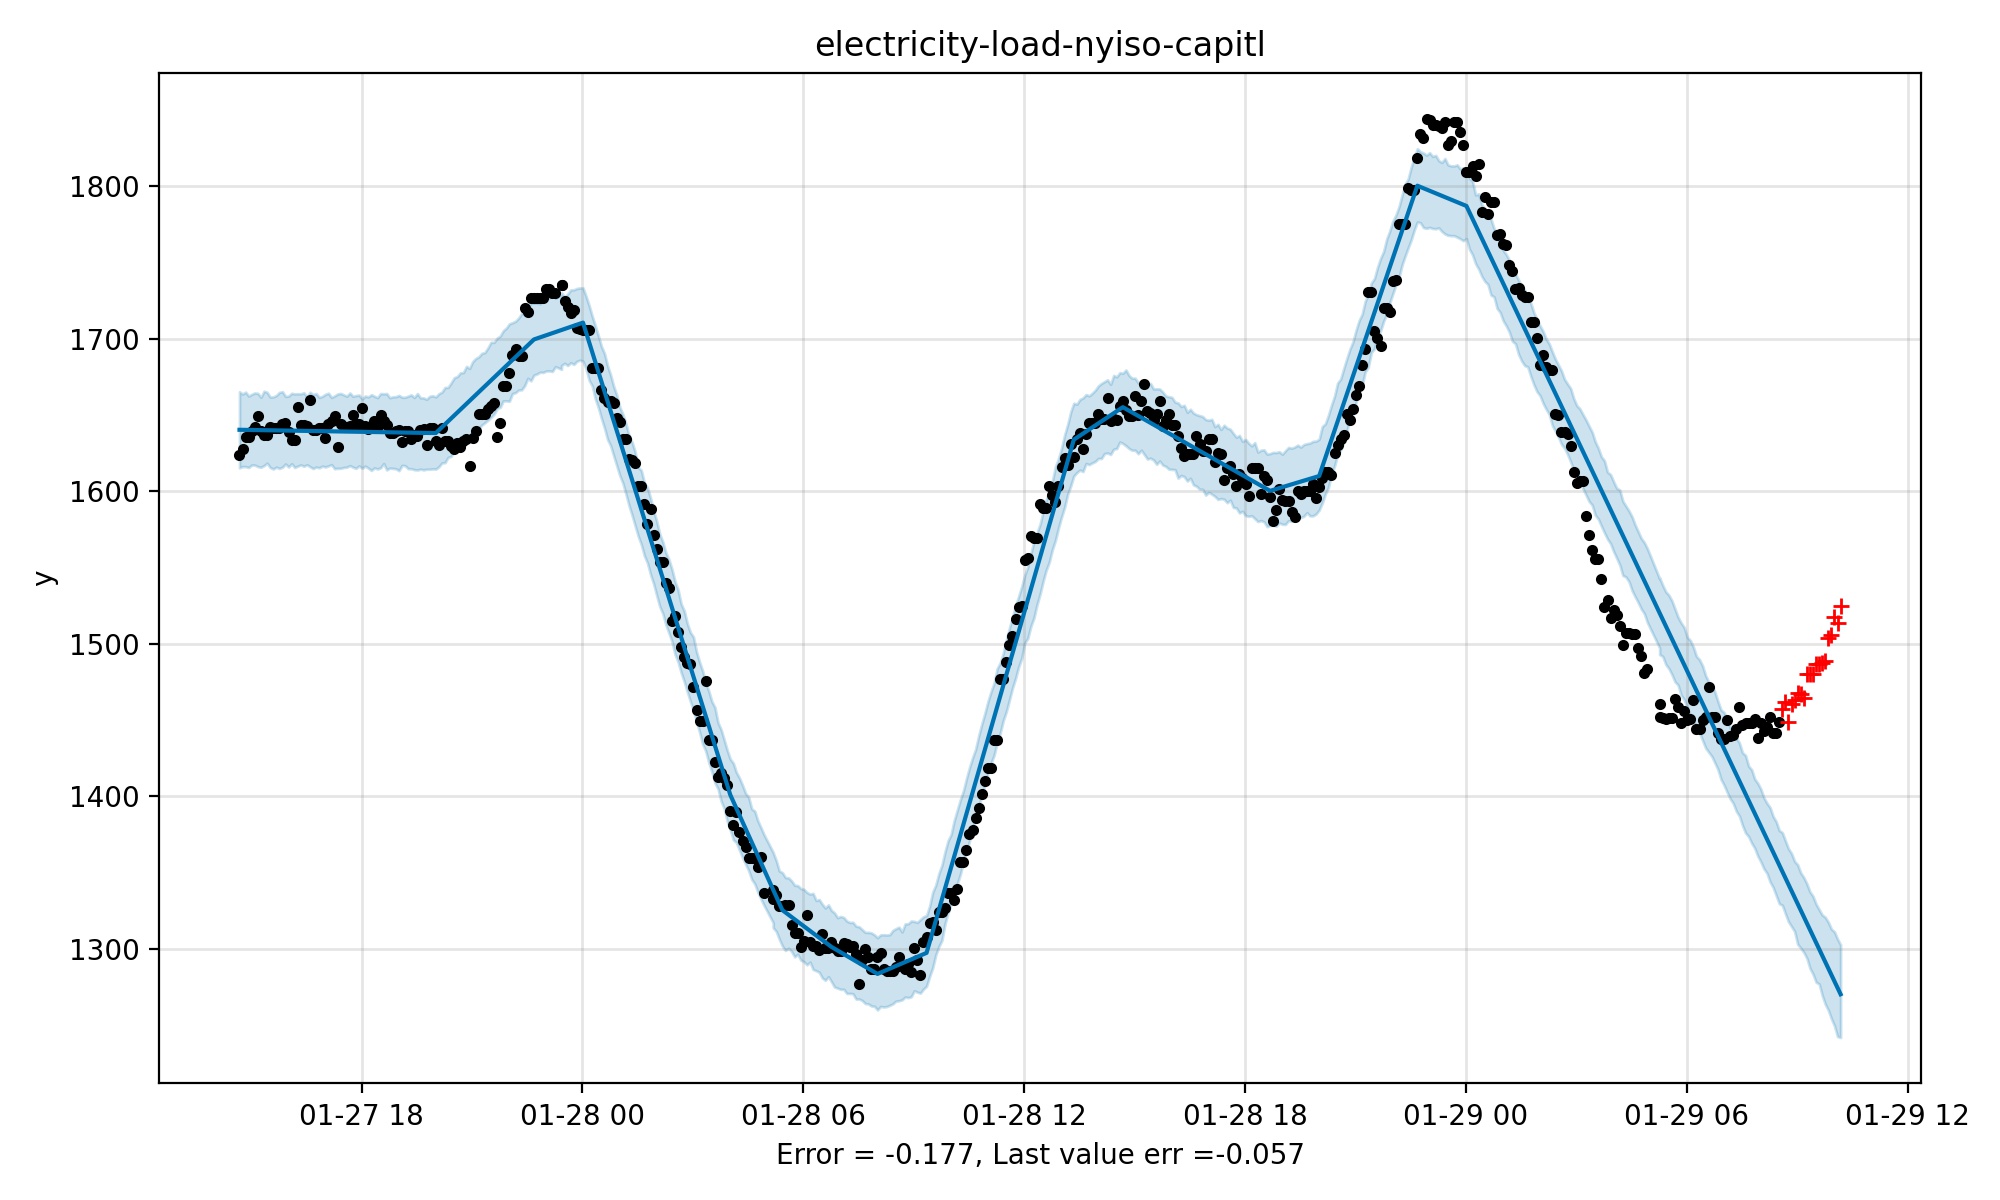 electricity-load-nyiso-capitl
1800
1700
1600
1500
1400
1300
y
01-27 18 01-28 00 01-28 06 01-28 12 01-28 18 01-29 00 01-29 06 01-29 12
Error = -0.177, Last value err =-0.057